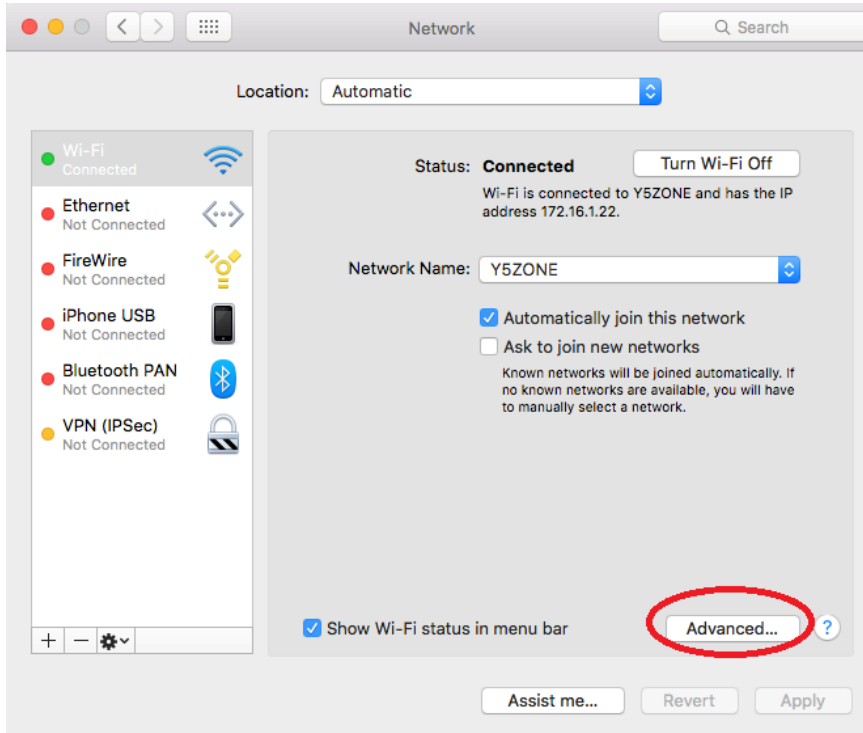 Network
Search
Location: Automatic
Wi-Fi
Connected
Ethernet
Not Connected
FireWire
Not Connected
iPhone USB
Not Connected
Bluetooth PAN
Not Connected
VPN (IPSec)
Not Connected
Status: Connected Turn Wi-Fi Off
Wi-Fi is connected to Y5ZONE and has the IP
address 172.16.1.22.
Network Name: Y5ZONE
Automatically join this network
Ask to join new networks
Known networks will be joined automatically. If
no known networks are available, you will have
to manually select a network.
Show Wi-Fi status in menu bar Advanced... ?
Assist me... Revert Apply